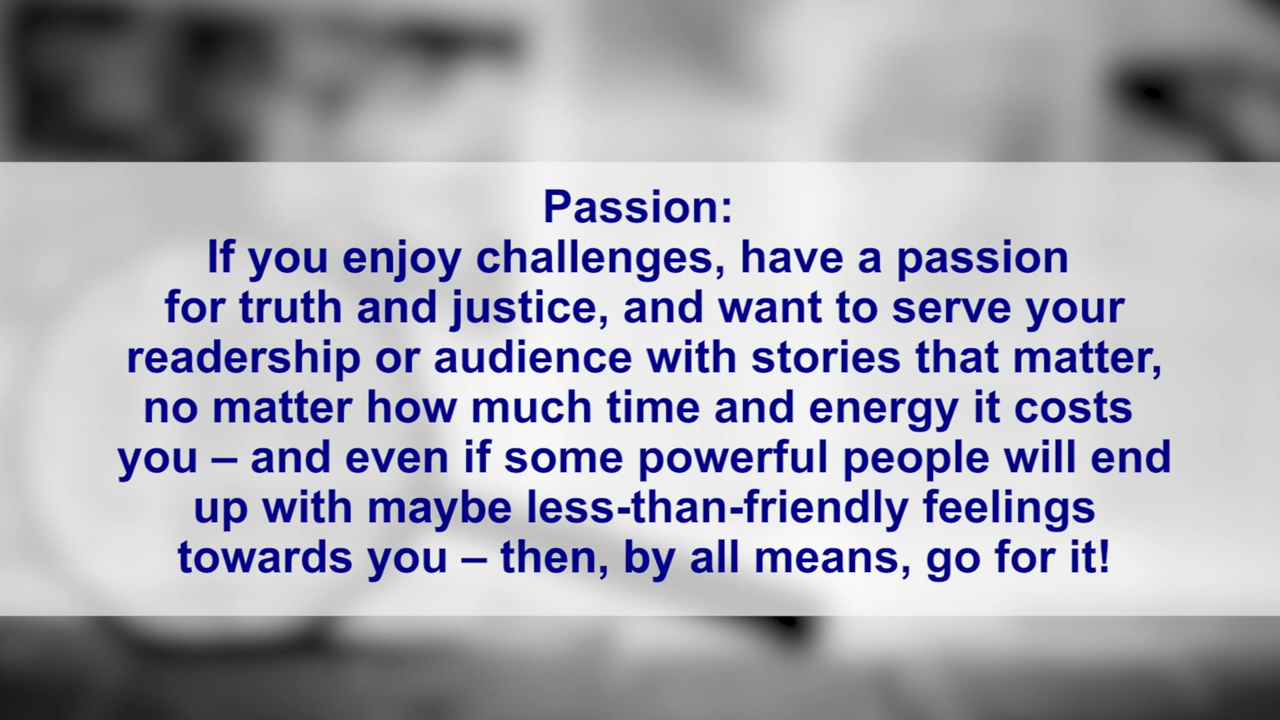 Passion:
If you enjoy challenges, have a passion
for truth and justice, and want to serve your
readership or audience with stories that matter,
no matter how much time and energy it costs
you – and even if some powerful people will end
up with maybe less-than-friendly feelings
towards you – then, by all means, go for it!